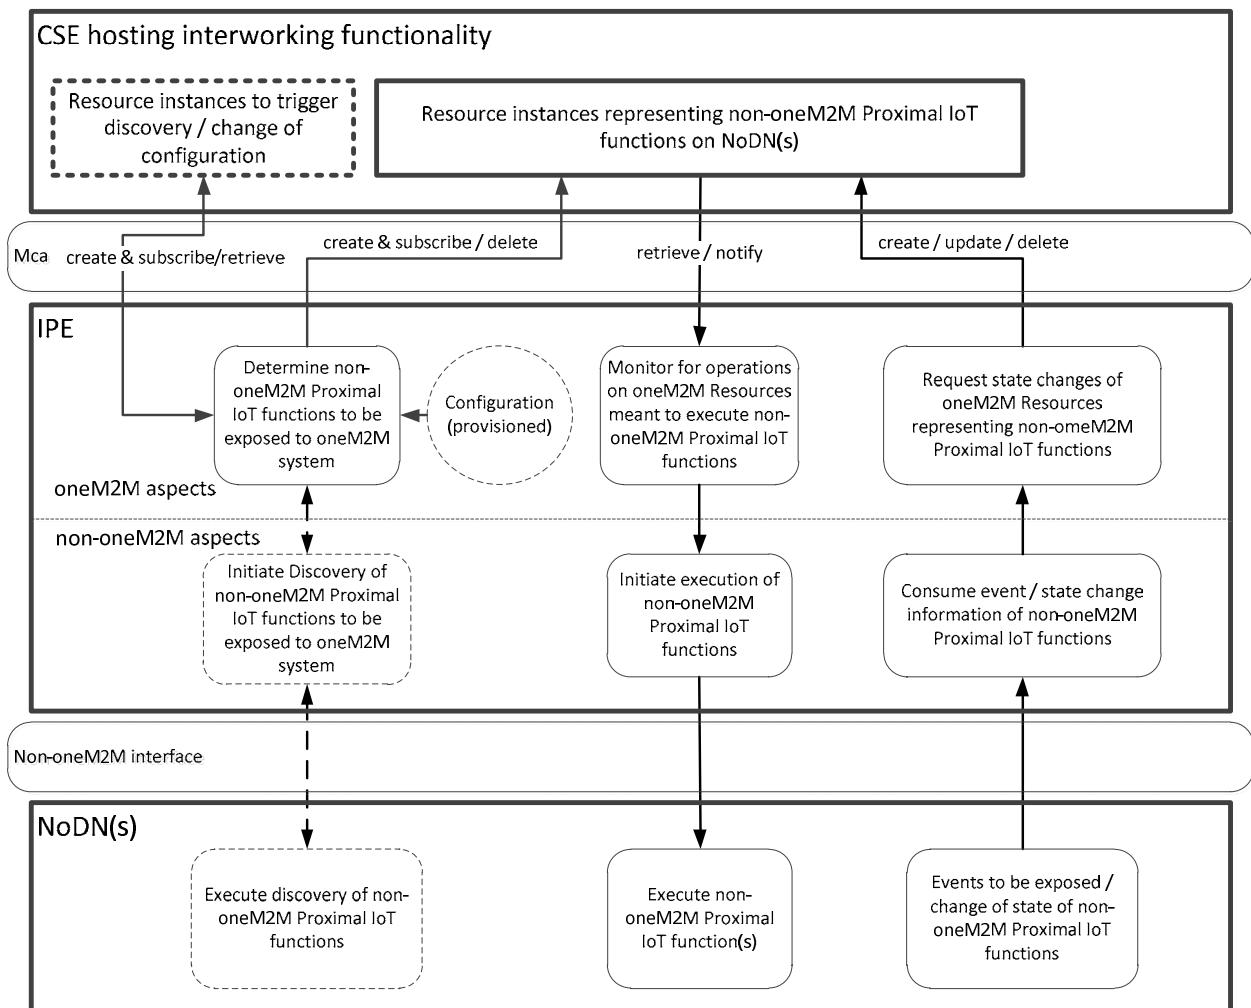 CSE hosting interworking functionality
Resource instances to trigger
discovery / change of
configuration
Resource instances representing non-oneM2M Proximal IoT
functions on NoDN(s)
Mca
create & subscribe/retrieve
create & subscribe / delete
retrieve / notify
create / update / delete
IPE
Determine non-
oneM2M Proximal
IoT functions to be
exposed to oneM2M
system
Configuration
(provisioned)
Monitor for operations
on oneM2M Resources
meant to execute non-
oneM2M Proximal IoT
functions
Request state changes of
oneM2M Resources
representing non-omeM2M
Proximal IoT functions
oneM2M aspects
non-oneM2M aspects
Initiate Discovery of
non-oneM2M Proximal
IoT functions to be
exposed to oneM2M
system
Initiate execution of
non-oneM2M
Proximal IoT
functions
Consume event / state change
information of non-oneM2M
Proximal IoT functions
Non-oneM2M interface
NoDN(s)
Execute discovery of non-
oneM2M Proximal IoT
functions
Execute non-
oneM2M Proximal
IoT function(s)
Events to be exposed /
change of state of non-
oneM2M Proximal IoT
functions